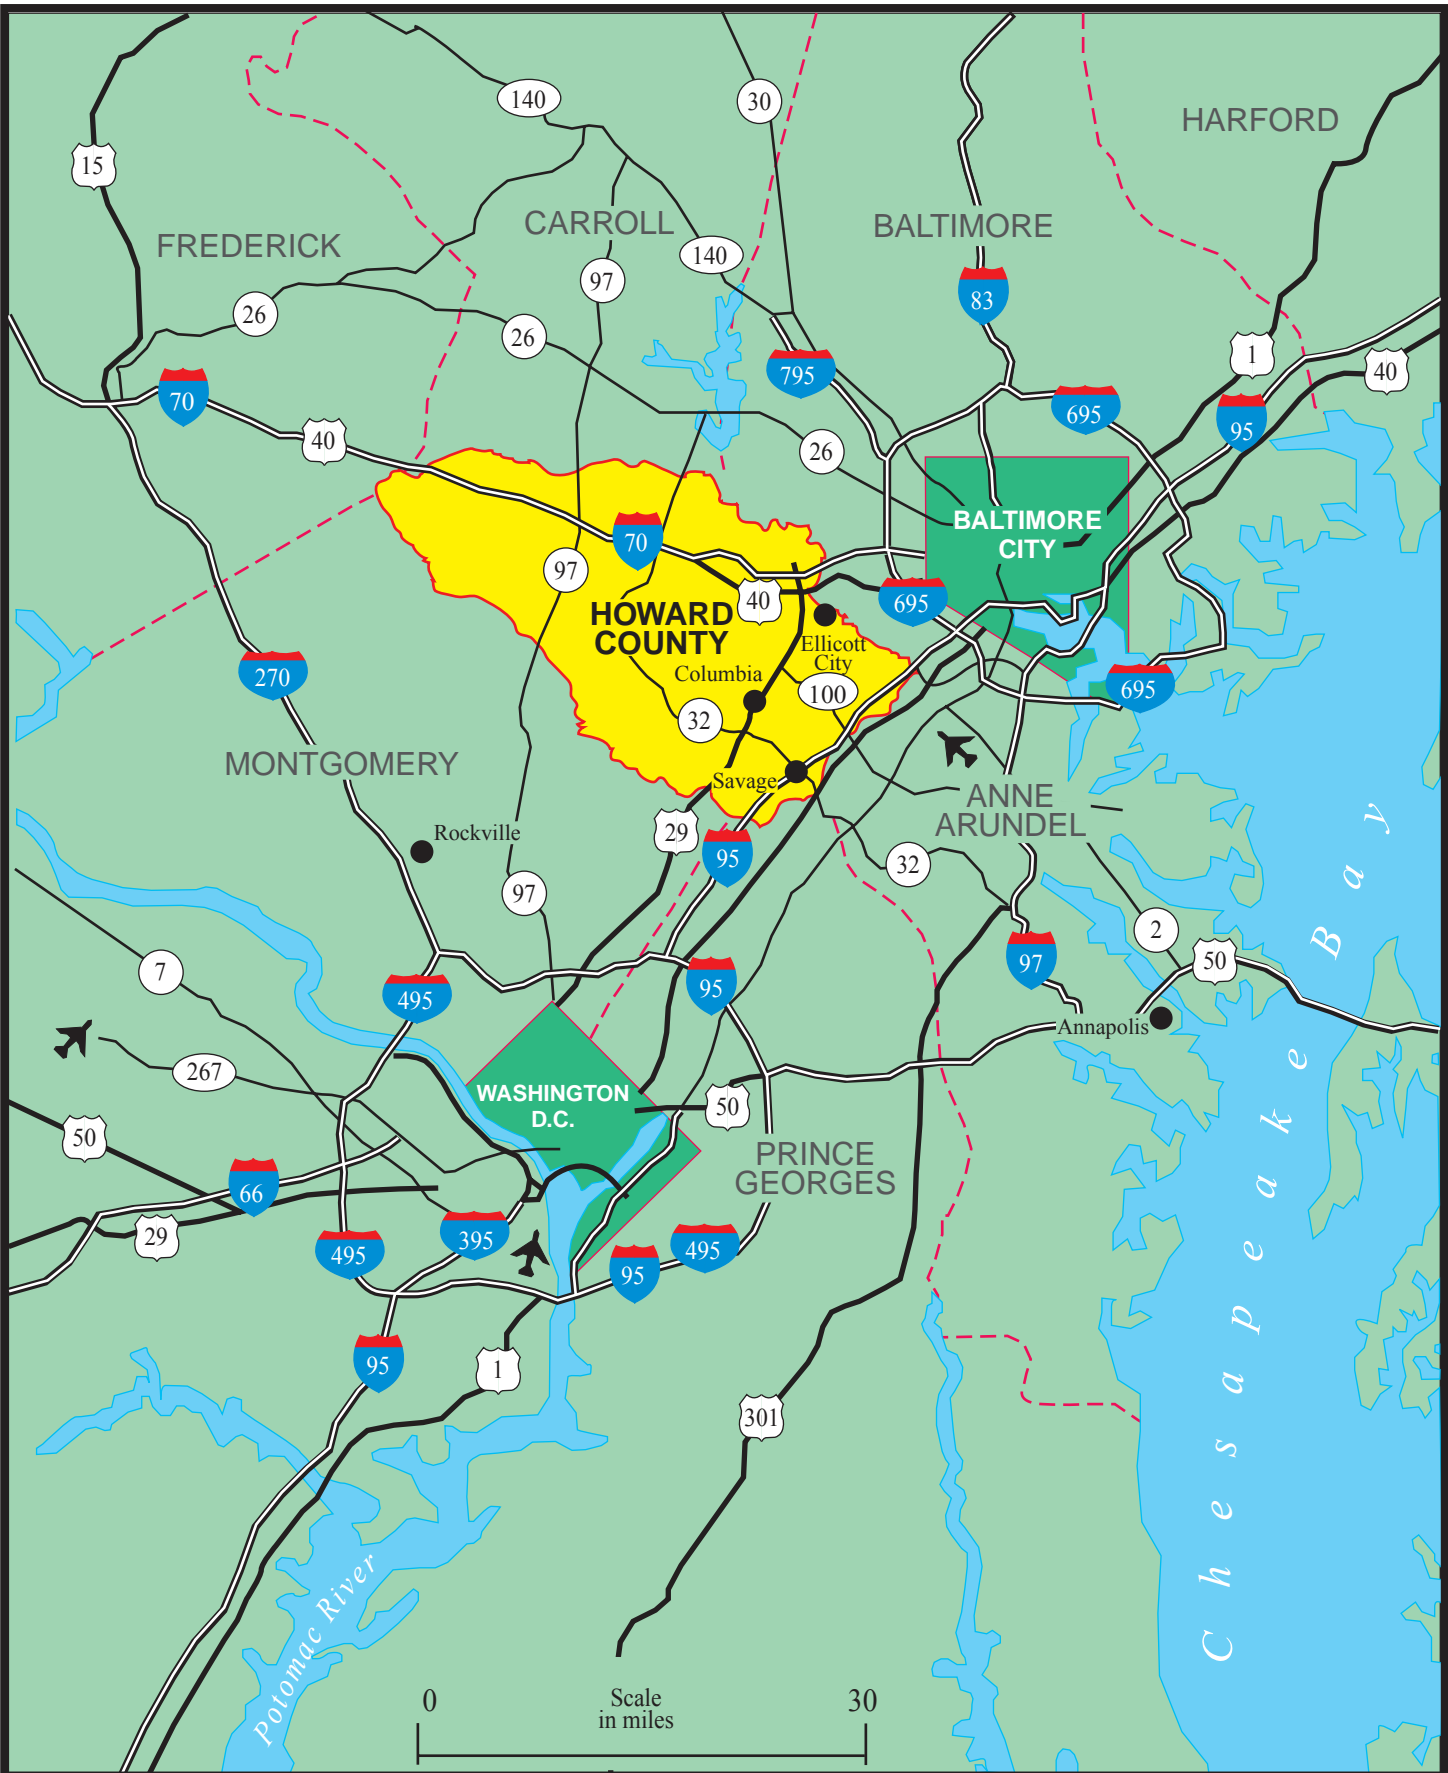 140
30
HARFORD
15
CARROLL
BALTIMORE
FREDERICK
140
97
83
26
26
1
795
40
70
695
95
40
26
BALTIMORE
CITY
70
97
40
695
HOWARD
COUNTY
Ellicott
City
Columbia
270
100
695
32
MONTGOMERY
Savage
ANNE
ARUNDEL
29
Rockville
95
32
97
2
7
97
50
95
495
Annapolis
267
WASHINGTON
D.C.
50
50
PRINCE
GEORGES
66
29
395
495
495
95
95
1
301
Chesapeake Bay
Potomac River
0
Scale
in miles
30